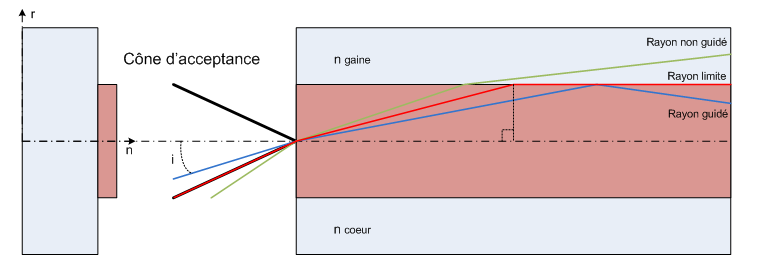 r
Cône d'acceptance
n gaine
Rayon non guidé
Rayon limite
Rayon guidé
n
i
n coeur